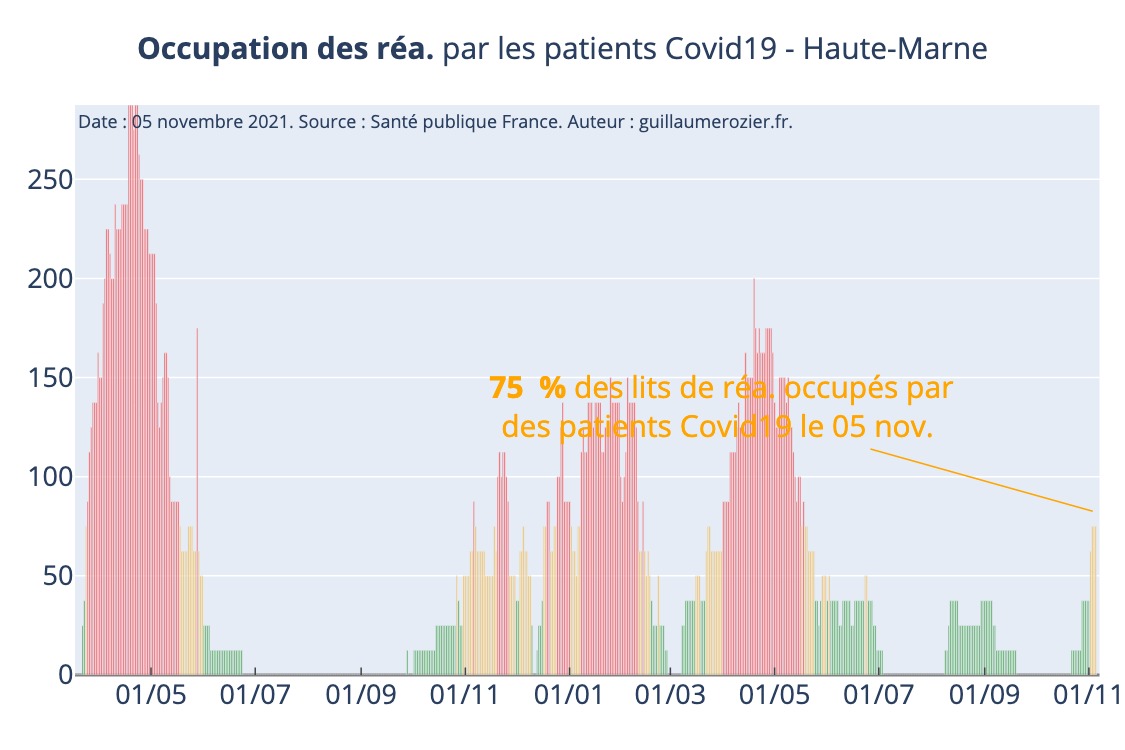 Occupation des réa. par les patients Covid19 - Haute-Marne
Date : 05 novembre 2021. Source : Santé publique France. Auteur : guillaumerozier.fr.
250
200
150
75 % des lits de réa. occupés par
des patients Covid19 le 05 nov.
100
50
0
01/05 01/07 01/09 01/11 01/01 01/03 01/05 01/07 01/09 01/11